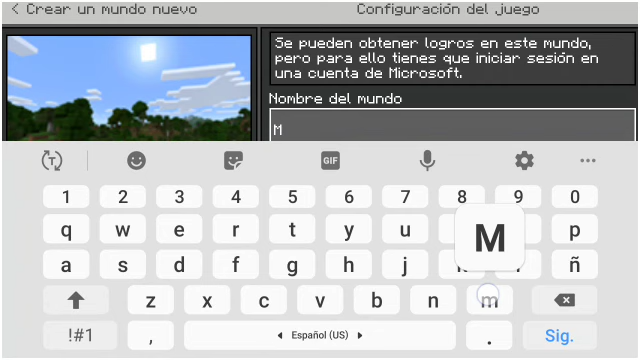 < Crear un mundo nuevo
Configuración del juego
Se pueden obtener logros en este mundo,
pero para ello tienes que iniciar sesión en
una cuenta de Microsoft.
Nombre del mundo
M
T
GIF
1 2 3 4 5 6 7 8 9 0
q w e r t y u p
M
a s d f g h j ñ
z x c v b n m
!#1 , Español (US) . Sig.